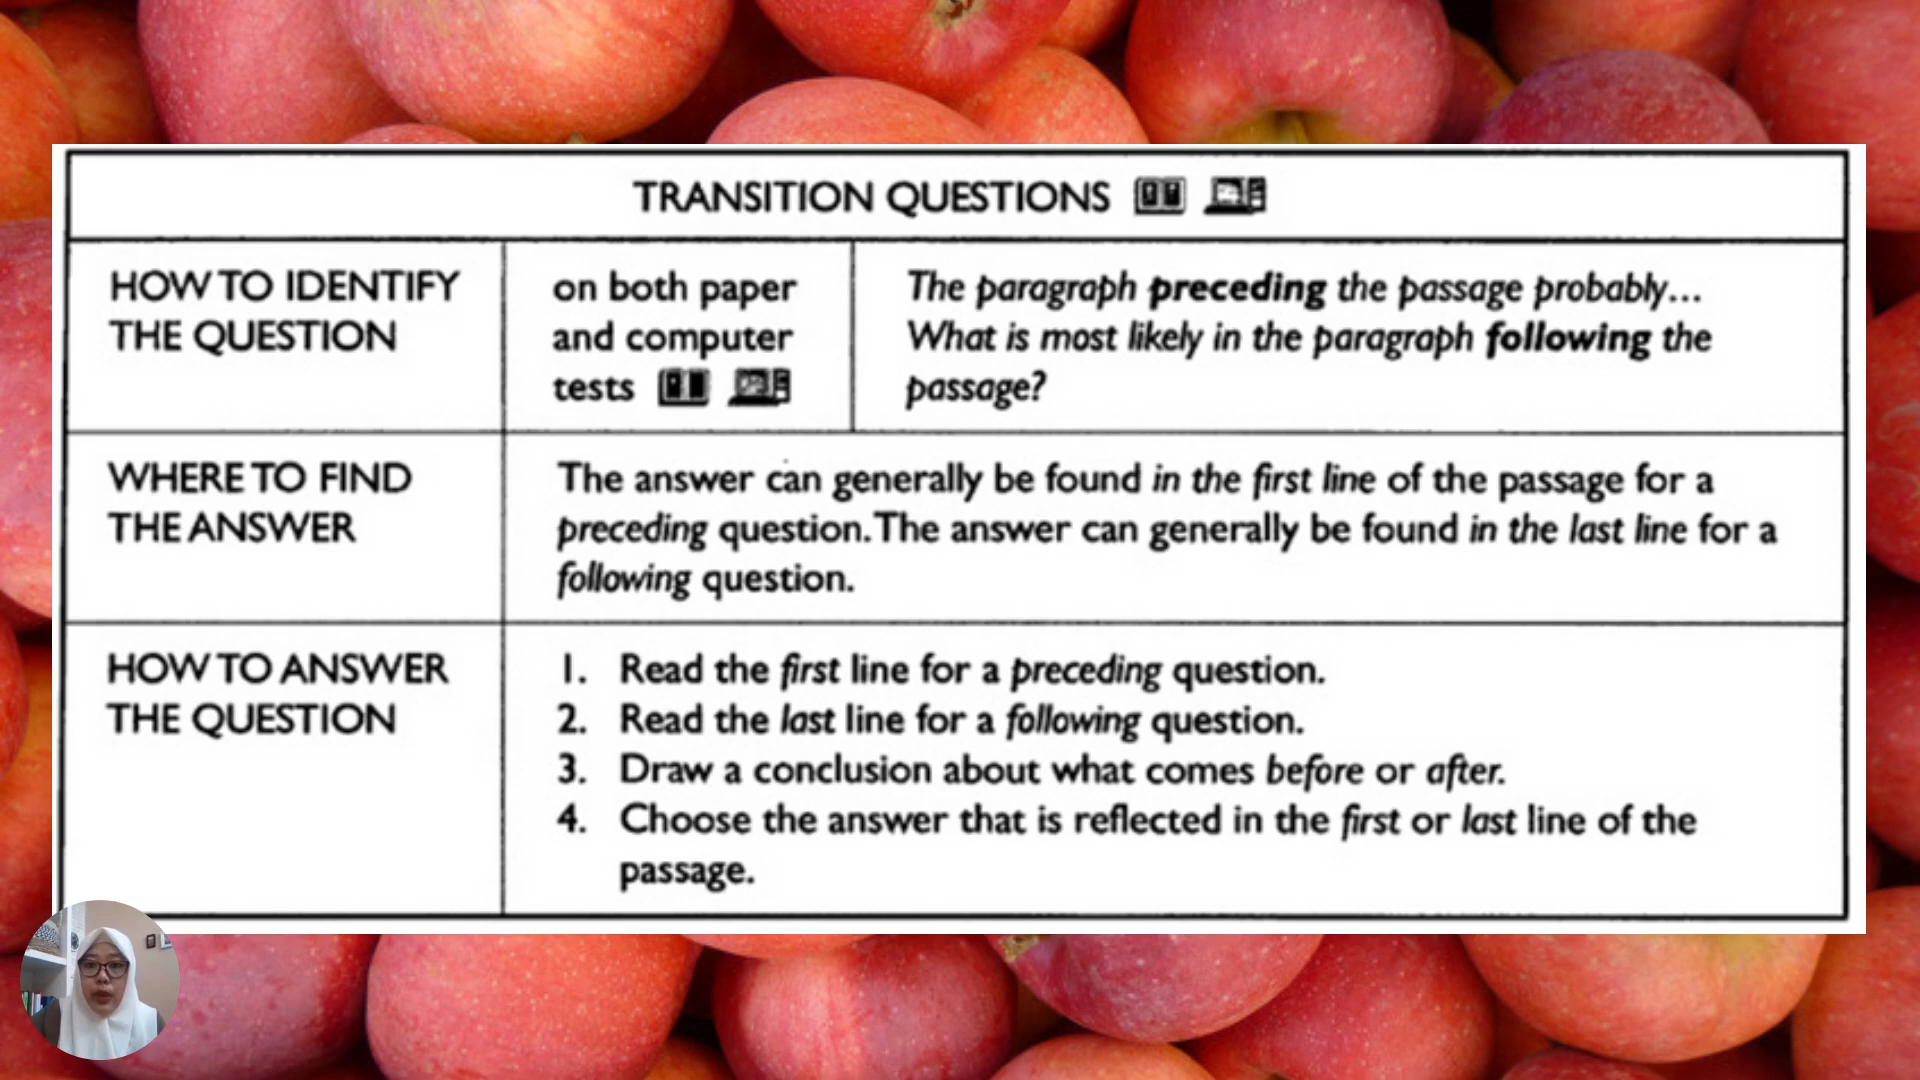 TRANSITION QUESTIONS
HOW TO IDENTIFY
THE QUESTION
on both paper
and computer
tests
The paragraph preceding the passage probably...
What is most likely in the paragraph following the
passage?
WHERE TO FIND
THE ANSWER
The answer can generally be found in the first line of the passage for a
preceding question. The answer can generally be found in the last line for a
following question.
HOW TO ANSWER
THE QUESTION
1. Read the first line for a preceding question.
2. Read the last line for a following question.
3. Draw a conclusion about what comes before or after.
4. Choose the answer that is reflected in the first or last line of the
passage.